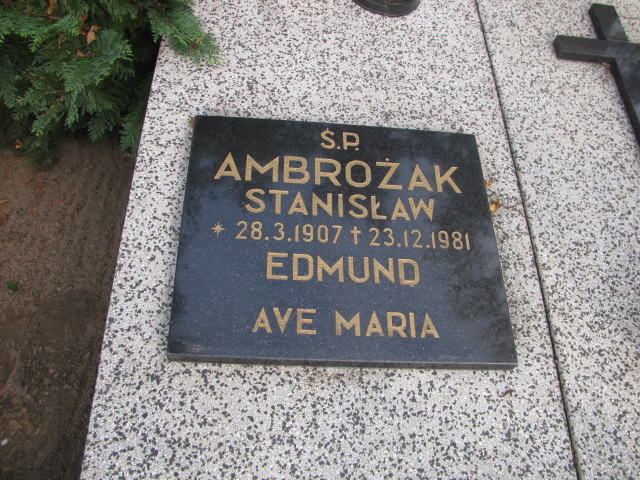 Ś.P.
AMBROŻAK
STANISŁAW
* 28.3.1907 † 23.12.1981
EDMUND
AVE MARIA